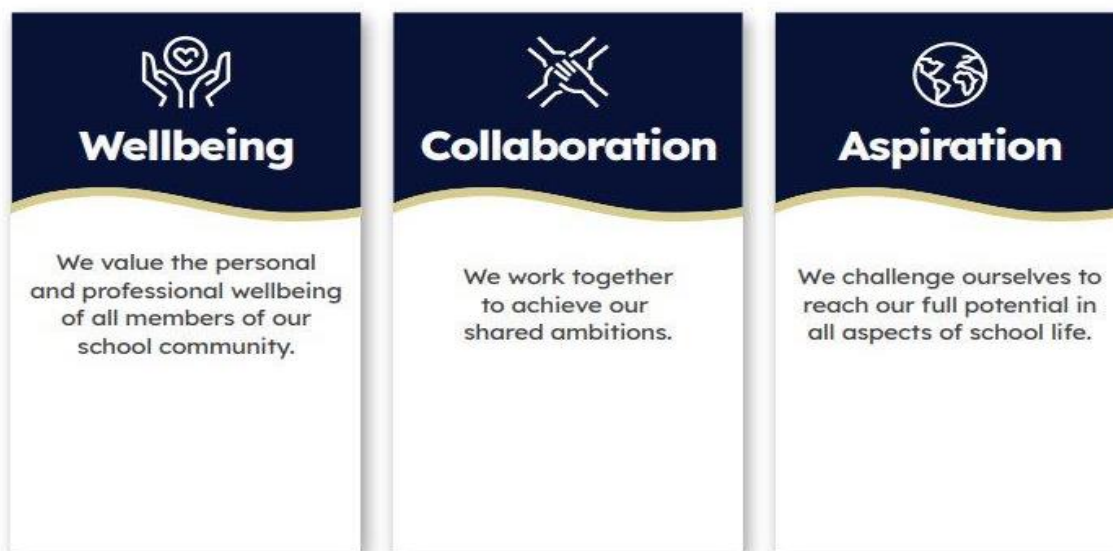 Wellbeing
We value the personal
and professional wellbeing
of all members of our
school community.
Collaboration
We work together
to achieve our
shared ambitions.
Aspiration
We challenge ourselves to
reach our full potential in
all aspects of school life.